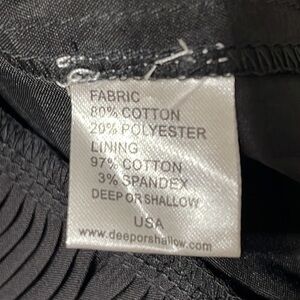 FABRIC
80% COTTON
20% POLYESTER
LINING
97% COTTON
3% SPANDEX
DEEP OR SHALLOW
USA
www.deeporshallow.com